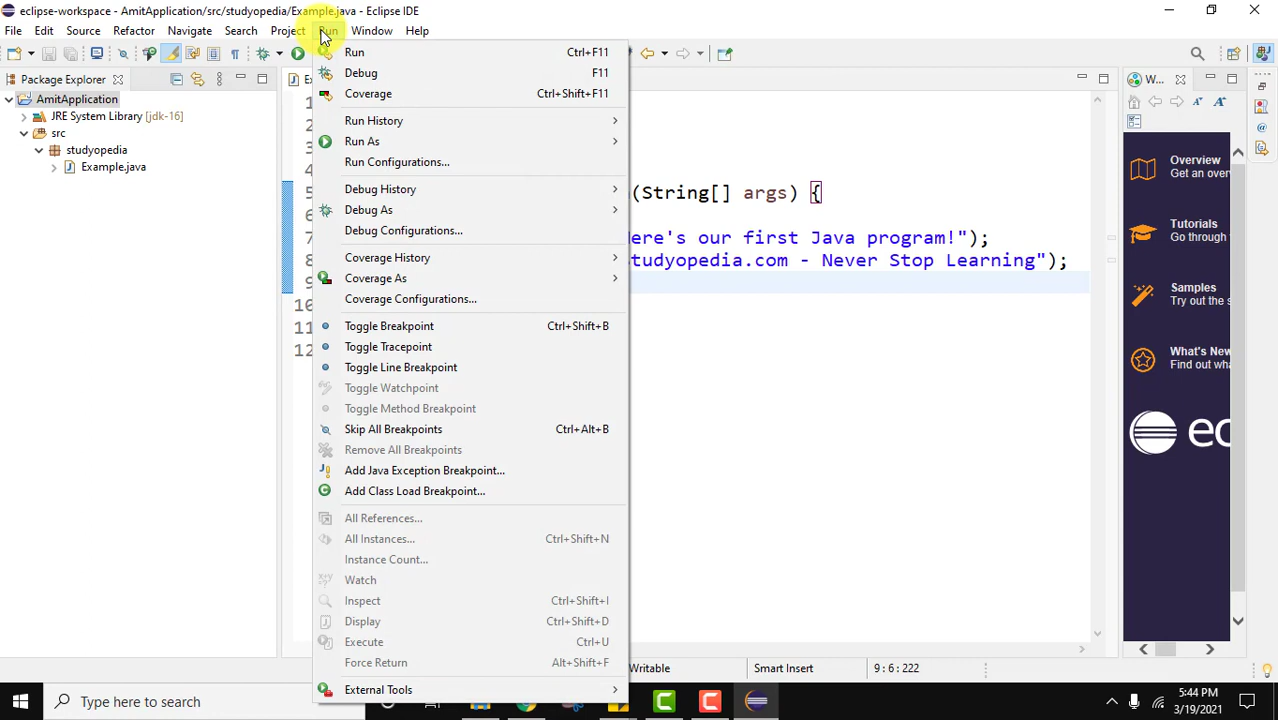 eclipse-workspace - AmitApplication/src/studyopedia/Example.java - Eclipse IDE
File Edit Source Refactor Navigate Search Project Run Window Help
Package Explorer
AmitApplication
JRE System Library [jdk-16]
src
studyopedia
Example.java
Run Ctrl+F11
Debug F11
Coverage Ctrl+Shift+F11
Run History
Run As
Run Configurations...
Debug History
Debug As
Debug Configurations...
Coverage History
Coverage As
Coverage Configurations...
Toggle Breakpoint Ctrl+Shift+B
Toggle Tracepoint
Toggle Line Breakpoint
Toggle Watchpoint
Toggle Method Breakpoint
Skip All Breakpoints Ctrl+Alt+B
Remove All Breakpoints
Add Java Exception Breakpoint...
Add Class Load Breakpoint...
All References...
All Instances... Ctrl+Shift+N
Instance Count...
Watch
Inspect Ctrl+Shift+I
Display Ctrl+Shift+D
Execute Ctrl+U
Force Return Alt+Shift+F
External Tools
(String[] args) {
ere's our first Java program!");
tudyopedia.com - Never Stop Learning");
10
11
12
W...
Overview
Get an over
Tutorials
Go through
Samples
Try out the s
What's New
Find out wha
ec
Writable Smart Insert 9 : 6 : 222
Type here to search
5:44 PM
3/19/2021